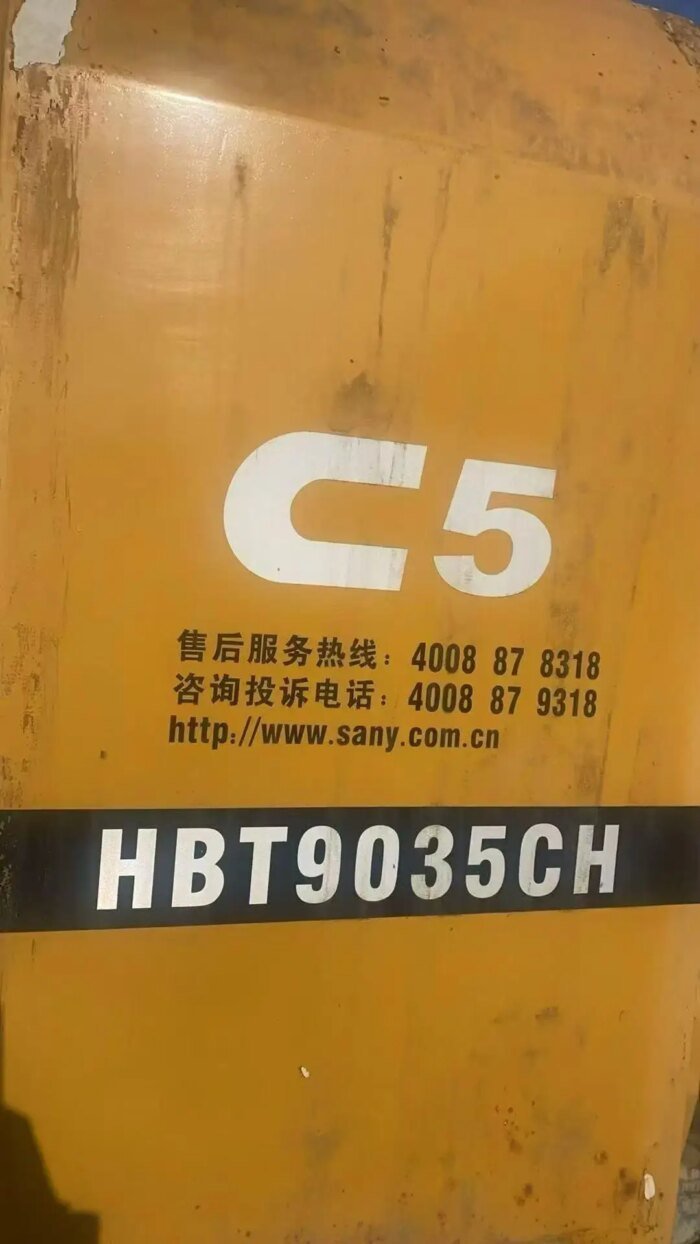 C5
售后服务热线：4008 87 8318
咨询投诉电话：4008 87 9318
http://www.sany.com.cn
HBT9035CH